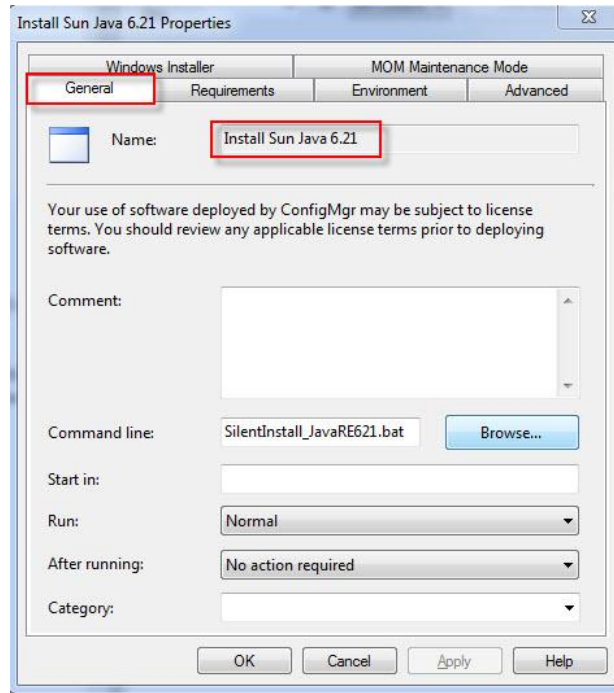 Install Sun Java 6.21 Properties
Windows Installer
MOM Maintenance Mode
General
Requirements
Environment
Advanced
Name:
Install Sun Java 6.21
Your use of software deployed by ConfigMgr may be subject to license
terms. You should review any applicable license terms prior to deploying
software.
Comment:
Command line:
SilentInstall_JavaRE621.bat
Browse...
Start in:
Run:
Normal
After running:
No action required
Category:
OK
Cancel
Apply
Help